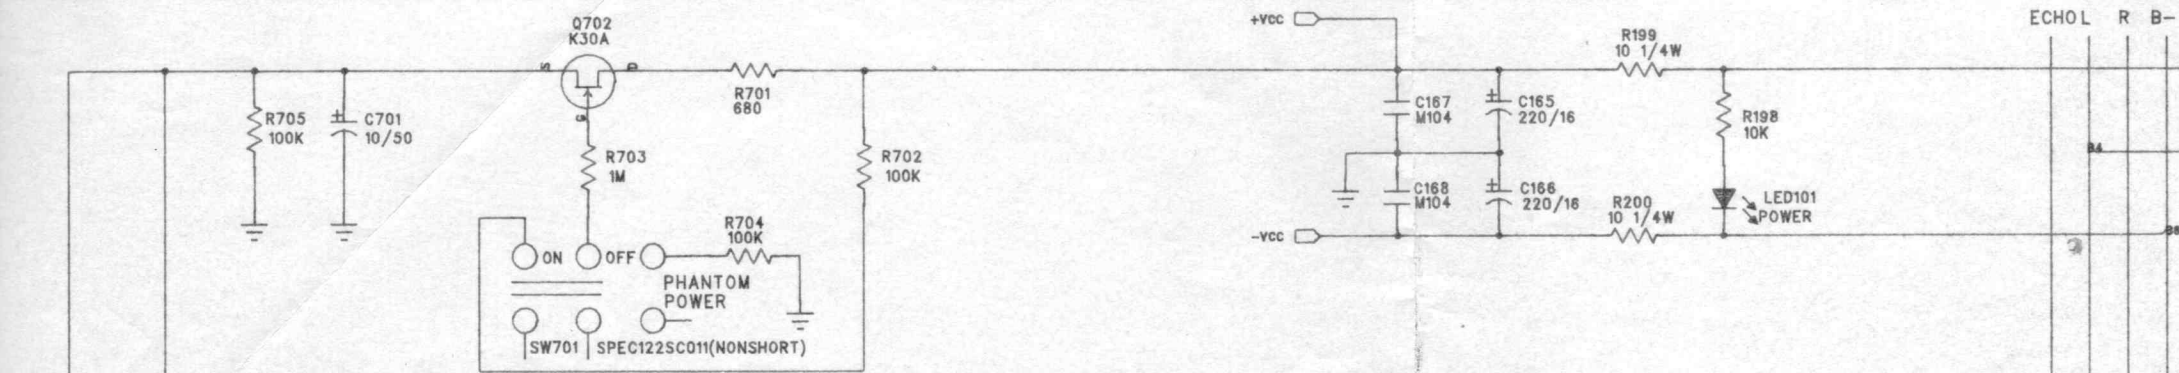 Q702
K30A
S
D
G
R705
100K
+
C701
10/50
R701
680
R703
1M
R702
100K
R704
100K
ON
OFF
PHANTOM
POWER
SW701
SPEC122SC011(NONSHORT)
+VCC
-VCC
C167
M104
+
C165
220/16
C168
M104
+
C166
220/16
R199
10 1/4W
R198
10K
R200
10 1/4W
LED101
POWER
ECHO L R B-
B4